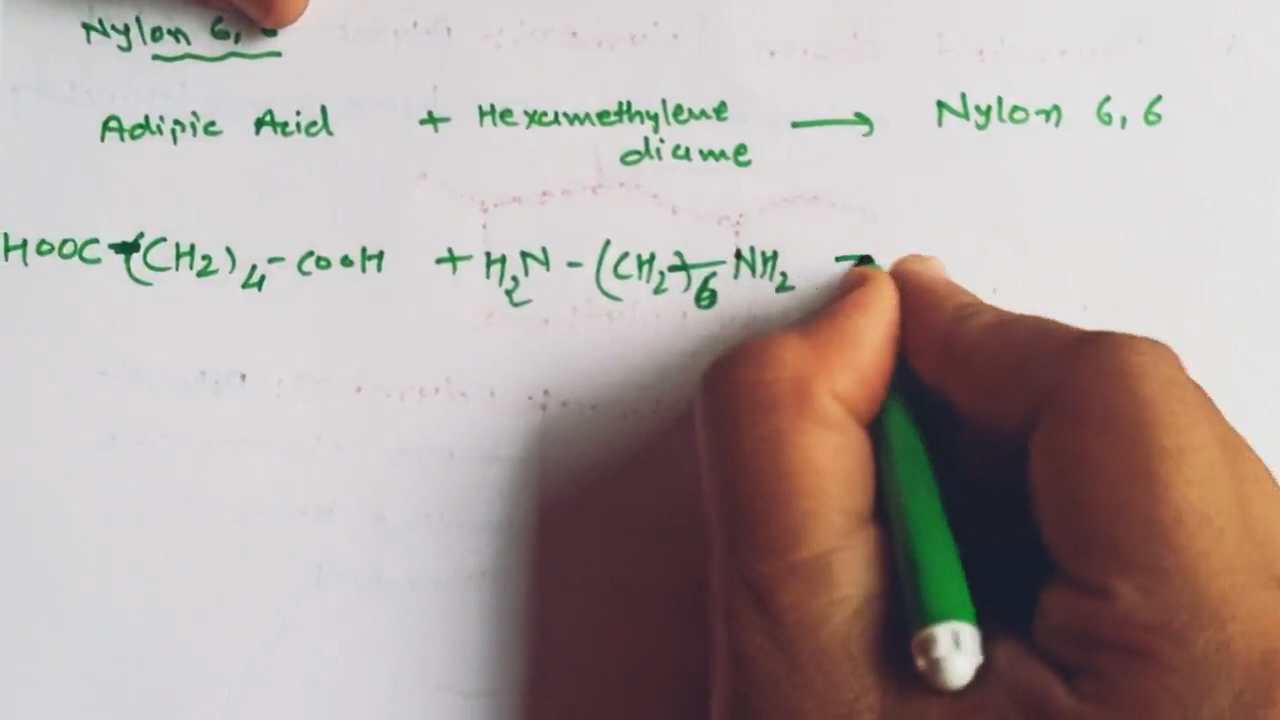 Nylon 6,
Adipic Acid + Hexamethylene → Nylon 6,6
diame
HOOC-(CH2)4-COOH + H2N-(CH2)6-NH2